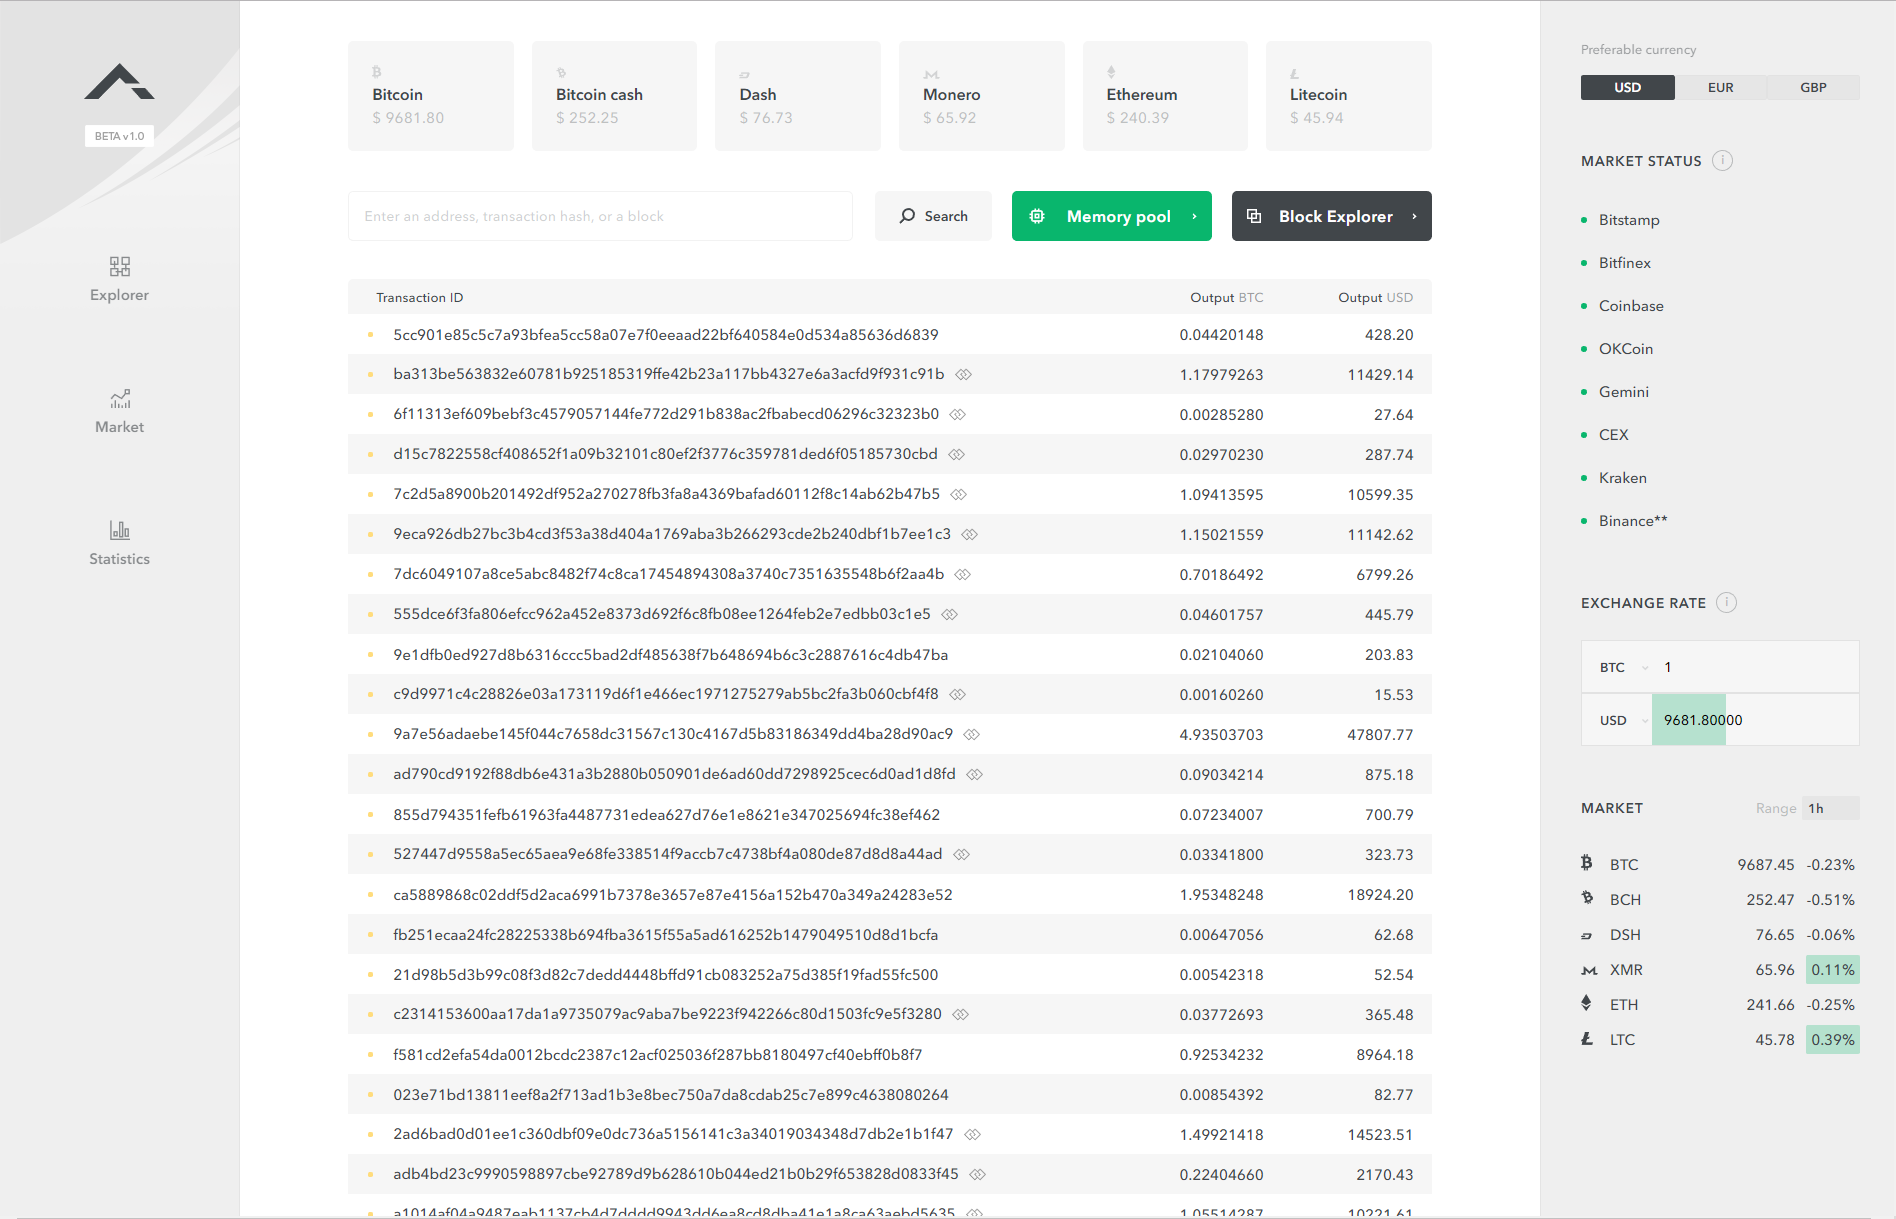 BETA v1.0
Explorer
Market
Statistics
Bitcoin
$ 9681.80
Bitcoin cash
$ 252.25
Dash
$ 76.73
Monero
$ 65.92
Ethereum
$ 240.39
Litecoin
$ 45.94
Enter an address, transaction hash, or a block
Search
Memory pool
Block Explorer
Transaction ID Output BTC Output USD
5cc901e85c5c7a93bfea5cc58a07e7f0eeaad22bf640584e0d534a85636d6839 0.04420148 428.20
ba313be563832e60781b925185319ffe42b23a117bb4327e6a3acfd9f931c91b 1.17979263 11429.14
6f11313ef609bebf3c4579057144fe772d291b838ac2fbabecd06296c32323b0 0.00285280 27.64
d15c7822558cf408652f1a09b32101c80ef2f3776c359781ded6f05185730cbd 0.02970230 287.74
7c2d5a8900b201492df952a270278fb3fa8a4369bafad60112f8c14ab62b47b5 1.09413595 10599.35
9eca926db27bc3b4cd3f53a38d404a1769aba3b266293cde2b240dbf1b7ee1c3 1.15021559 11142.62
7dc6049107a8ce5abc8482f74c8ca17454894308a3740c7351635548b6f2aa4b 0.70186492 6799.26
555dce6f3fa806efcc962a452e8373d692f6c8fb08ee1264feb2e7edbb03c1e5 0.04601757 445.79
9e1dfb0ed927d8b6316ccc5bad2df485638f7b648694b6c3c2887616c4db47ba 0.02104060 203.83
c9d9971c4c28826e03a173119d6f1e466ec1971275279ab5bc2fa3b060cbf4f8 0.00160260 15.53
9a7e56adaebe145f044c7658dc31567c130c4167d5b83186349dd4ba28d90ac9 4.93503703 47807.77
ad790cd9192f88db6e431a3b2880b050901de6ad60dd7298925cec6d0ad1d8fd 0.09034214 875.18
855d794351fefb61963fa4487731edea627d76e1e8621e347025694fc38ef462 0.07234007 700.79
527447d9558a5ec65aea9e68fe338514f9accb7c4738bf4a080de87d8d8a44ad 0.03341800 323.73
ca5889868c02ddf5d2aca6991b7378e3657e87e4156a152b470a349a24283e52 1.95348248 18924.20
fb251ecaa24fc28225338b694fba3615f55a5ad616252b1479049510d8d1bcfa 0.00647056 62.68
21d98b5d3b99c08f3d82c7dedd4448bffd91cb083252a75d385f19fad55fc500 0.00542318 52.54
c2314153600aa17da1a9735079ac9aba7be9223f942266c80d1503fc9e5f3280 0.03772693 365.48
f581cd2efa54da0012bcdc2387c12acf025036f287bb8180497cf40ebff0b8f7 0.92534232 8964.18
023e71bd13811eef8a2f713ad1b3e8bec750a7da8cdab25c7e899c4638080264 0.00854392 82.77
2ad6bad0d01ee1c360dbf09e0dc736a5156141c3a34019034348d7db2e1b1f47 1.49921418 14523.51
adb4bd23c9990598897cbe92789d9b628610b044ed21b0b29f653828d0833f45 0.22404660 2170.43
a1014af04a9487eab1137cb4d7dddd9943dd6ea8cd8dba41e1a8ca63aebd5635 1.05514287 10221.61
Preferable currency
USD EUR GBP
MARKET STATUS
Bitstamp
Bitfinex
Coinbase
OKCoin
Gemini
CEX
Kraken
Binance**
EXCHANGE RATE
BTC 1
USD 9681.80000
MARKET Range 1h
BTC 9687.45 -0.23%
BCH 252.47 -0.51%
DSH 76.65 -0.06%
XMR 65.96 0.11%
ETH 241.66 -0.25%
LTC 45.78 0.39%